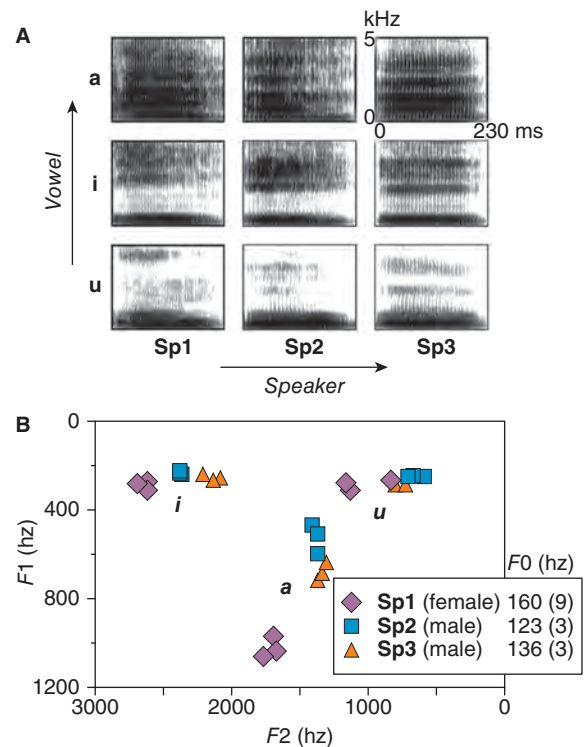 A
kHz
5
a
0
0 230 ms
Vowel
i
u
Sp1 Sp2 Sp3
Speaker
B
0
400
800
1200
F1 (hz)
i
u
a
F0 (hz)
Sp1 (female) 160 (9)
Sp2 (male) 123 (3)
Sp3 (male) 136 (3)
3000 2000 1000 0
F2 (hz)